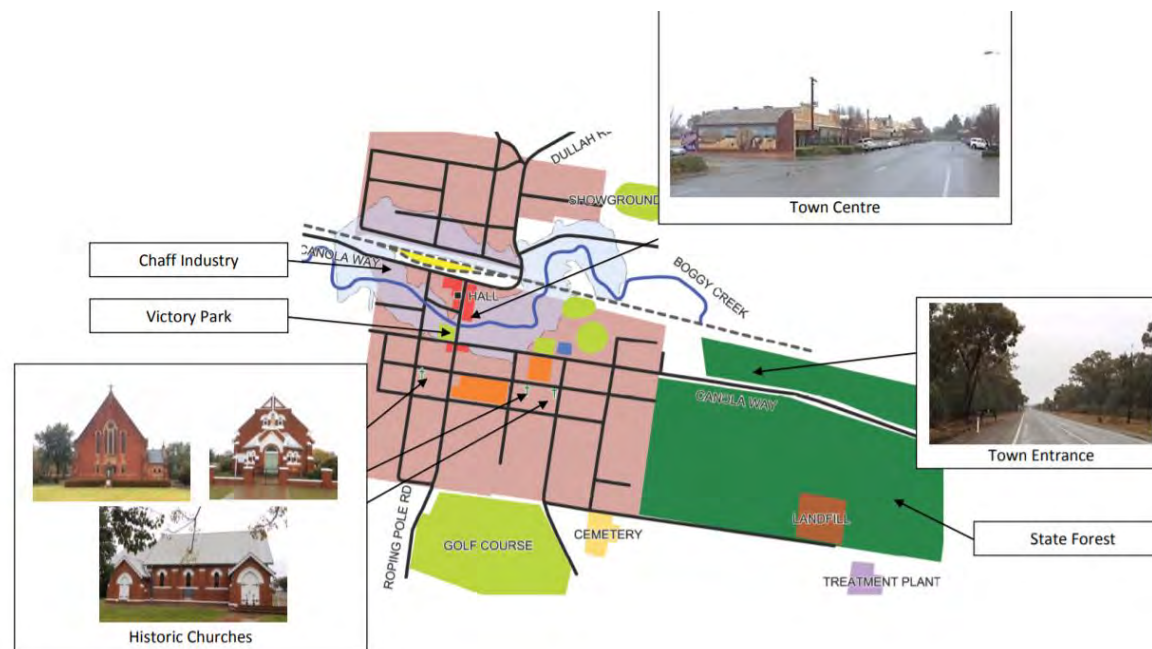 Town Centre
DULLAH
SHOWGROUND
CANOLA WAY
Chaff Industry
HALL
BOGGY CREEK
Victory Park
CANOLA WAY
Town Entrance
ROPING POLE RD
GOLF COURSE
CEMETERY
LANDFILL
State Forest
TREATMENT PLANT
Historic Churches